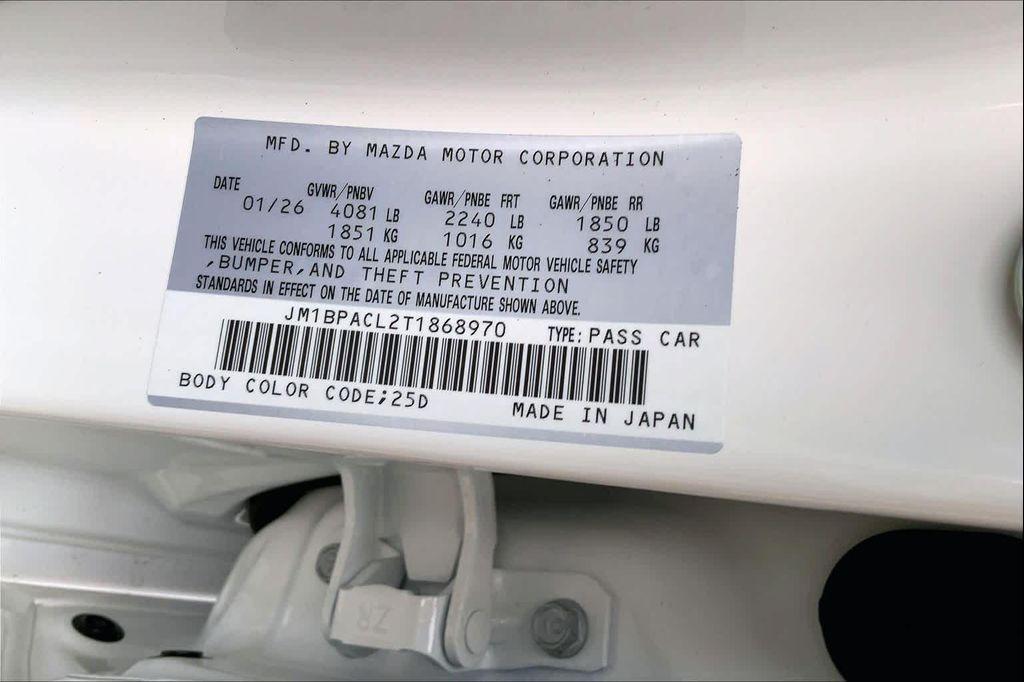 MFD. BY MAZDA MOTOR CORPORATION
DATE GVWR/PNBV GAWR/PNBE FRT GAWR/PNBE RR
01/26 4081 LB 2240 LB 1850 LB
1851 KG 1016 KG 839 KG
THIS VEHICLE CONFORMS TO ALL APPLICABLE FEDERAL MOTOR VEHICLE SAFETY
,BUMPER,AND THEFT PREVENTION
STANDARDS IN EFFECT ON THE DATE OF MANUFACTURE SHOWN ABOVE.
JM1BPACL2T1868970 TYPE: PASS CAR
BODY COLOR CODE;25D MADE IN JAPAN
ZR